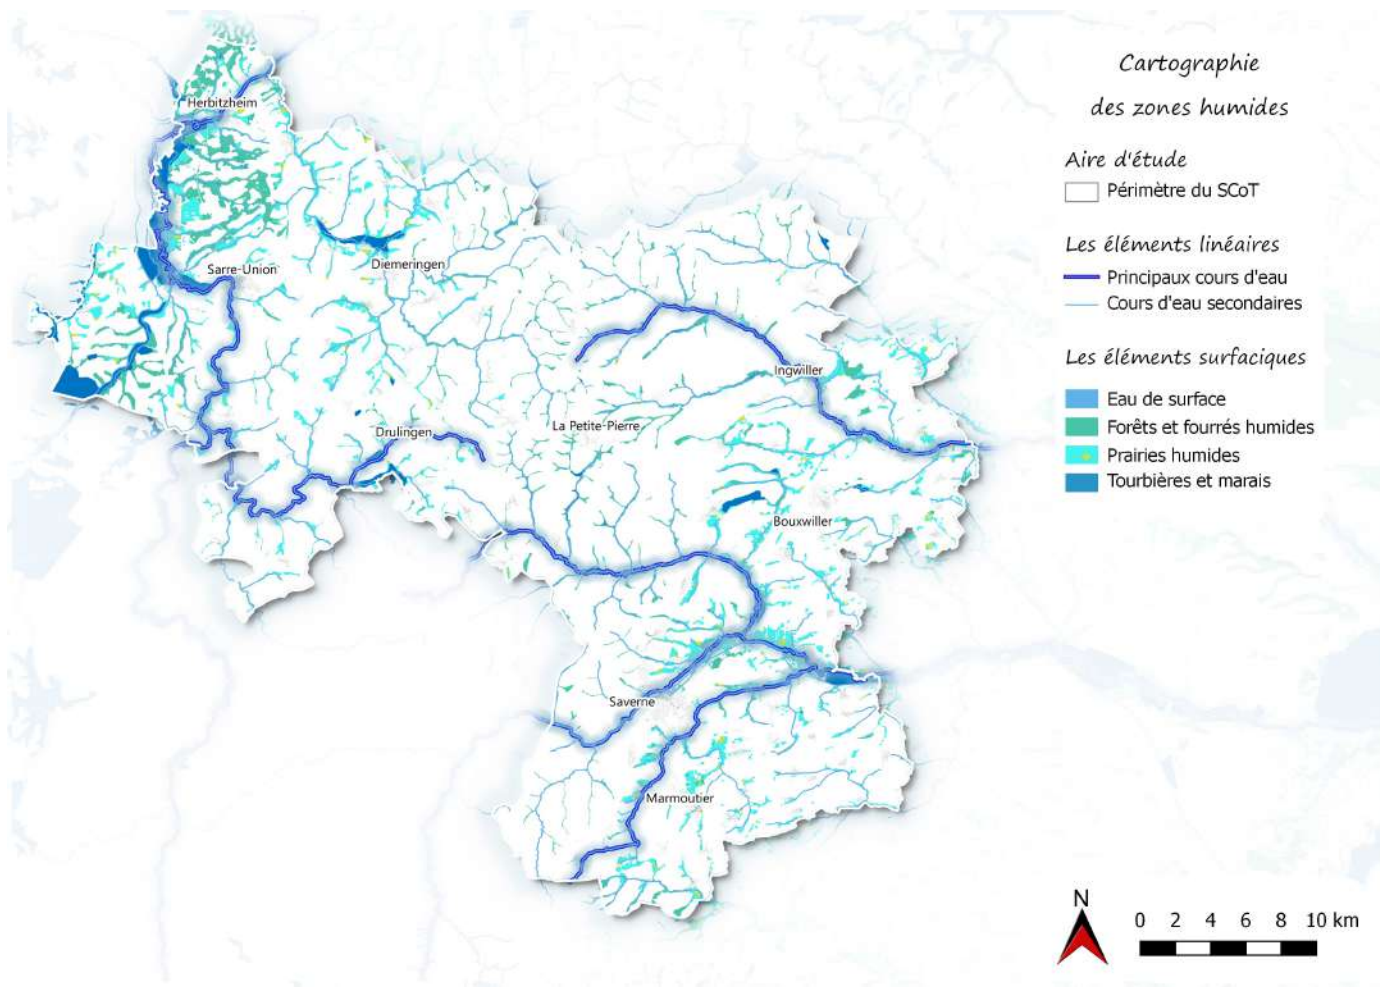 Cartographie
des zones humides
Aire d'étude
Périmètre du SCoT
Les éléments linéaires
Principaux cours d'eau
Cours d'eau secondaires
Les éléments surfaciques
Eau de surface
Forêts et fourrés humides
Prairies humides
Tourbières et marais
Herbitzheim
Sarre-Union
Diemeringen
Ingwiller
Drulingen
La Petite-Pierre
Bouxwiller
Saverne
Marmoutier
N
0 2 4 6 8 10 km